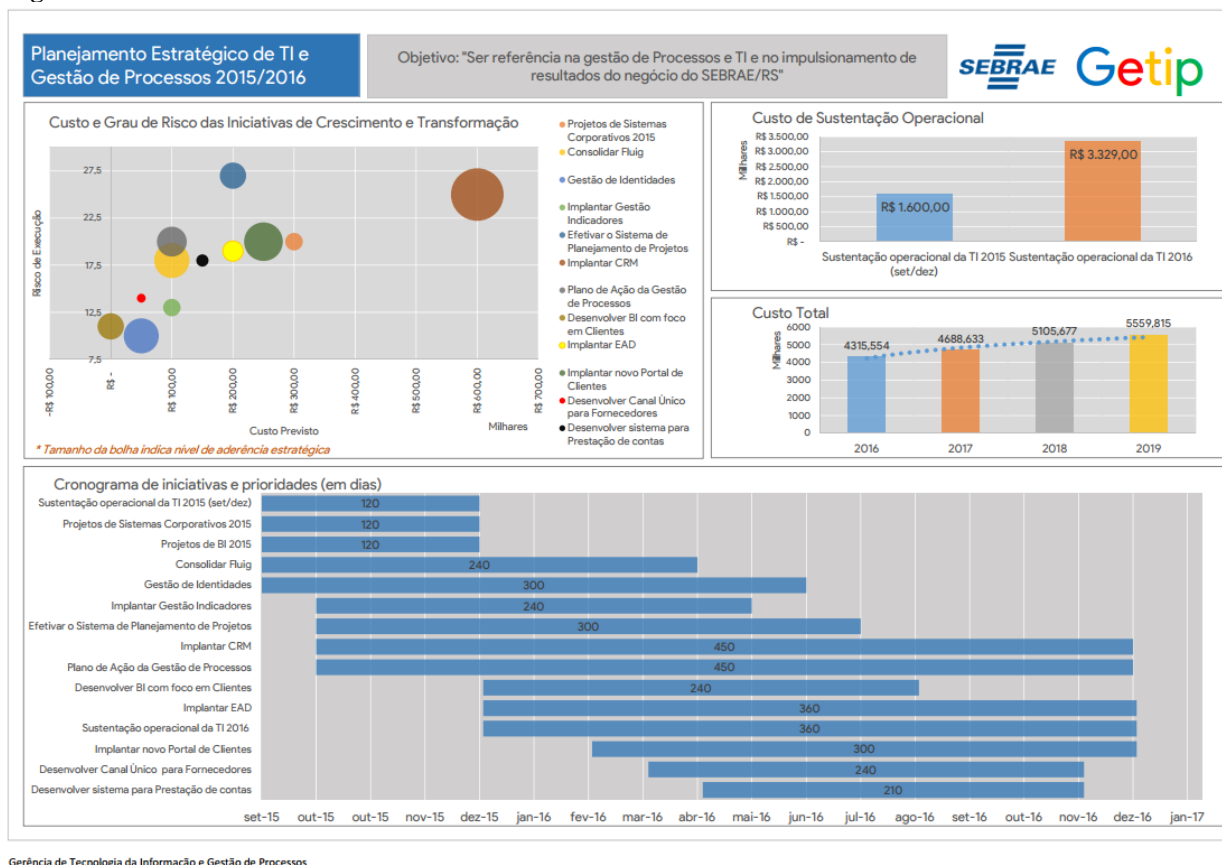 Planejamento Estratégico de TI e
Gestão de Processos 2015/2016
Objetivo: "Ser referência na gestão de Processos e TI e no impulsionamento de
resultados do negócio do SEBRAE/RS"
SEBRAE
Getip
Custo e Grau de Risco das Iniciativas de Crescimento e Transformação
27,5
22,5
17,5
12,5
7,5
Risco de Execução
-R$ 100,00
R$ -
R$ 100,00
R$ 200,00
R$ 300,00
R$ 400,00
R$ 500,00
R$ 600,00
R$ 700,00
Custo Previsto
Milhares
* Tamanho da bolha indica nível de aderência estratégica
Projetos de Sistemas
Corporativos 2015
Consolidar Fluig
Gestão de Identidades
Implantar Gestão
Indicadores
Efetivar o Sistema de
Planejamento de Projetos
Implantar CRM
Plano de Ação da Gestão
de Processos
Desenvolver BI com foco
em Clientes
Implantar EAD
Implantar novo Portal de
Clientes
Desenvolver Canal Único
para Fornecedores
Desenvolver sistema para
Prestação de contas
Custo de Sustentação Operacional
Milhares
R$ 3.500,00
R$ 3.000,00
R$ 2.500,00
R$ 2.000,00
R$ 1.500,00
R$ 1.000,00
R$ 500,00
R$ -
R$ 1.600,00
R$ 3.329,00
Sustentação operacional da TI 2015
(set/dez)
Sustentação operacional da TI 2016
Custo Total
Milhares
6000
5000
4000
3000
2000
1000
0
4315,554
4688,633
5105,677
5559,815
2016
2017
2018
2019
Cronograma de iniciativas e prioridades (em dias)
Sustentação operacional da TI 2015 (set/dez) 120
Projetos de Sistemas Corporativos 2015 120
Projetos de BI 2015 120
Consolidar Fluig 240
Gestão de Identidades 300
Implantar Gestão Indicadores 240
Efetivar o Sistema de Planejamento de Projetos 300
Implantar CRM 450
Plano de Ação da Gestão de Processos 450
Desenvolver BI com foco em Clientes 240
Implantar EAD 360
Sustentação operacional da TI 2016 360
Implantar novo Portal de Clientes 300
Desenvolver Canal Único para Fornecedores 240
Desenvolver sistema para Prestação de contas 210
set-15 out-15 out-15 nov-15 dez-15 jan-16 fev-16 mar-16 abr-16 mai-16 jun-16 jul-16 ago-16 set-16 out-16 nov-16 dez-16 jan-17
Gerência de Tecnologia da Informação e Gestão de Processos